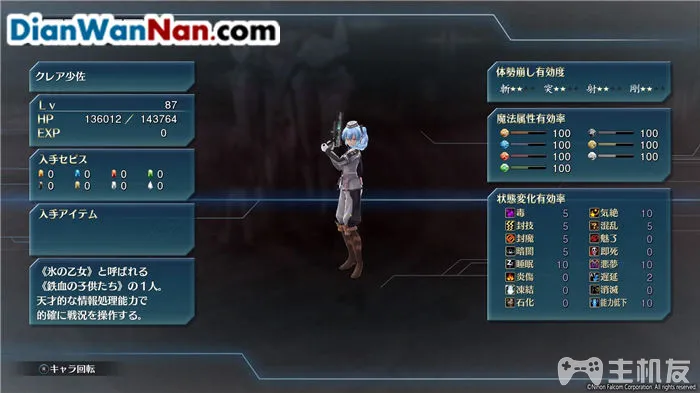 DianWanNan.com
クレア少佐
Lv 87
HP 136012 / 143764
EXP 0
入手セピス
0 0 0 0
0 0 0 0
入手アイテム
《氷の乙女》と呼ばれる
《鉄血の子供たち》の1人。
天才的な情報処理能力で
的確に戦況を操作する。
体勢崩し有効度
斬★★ 突★★ 射★★ 剛★★
魔法属性有効率
100 100
100 100
100 100
100
状態変化有効率
毒 5 気絶 10
封技 5 混乱 5
封魔 5 魅了 0
暗闇 5 即死 0
睡眠 10 悪夢 10
炎傷 0 遅延 2
凍結 0 消滅 0
石化 0 能力低下 10
キャラ回転
主机友
©Nihon Falcom Corporation. All rights reserved.